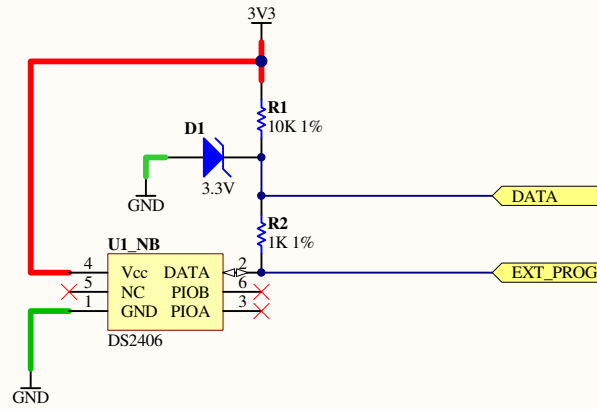 3V3
R1
10K 1%
D1
3.3V
GND
DATA
R2
1K 1%
U1_NB
4 Vcc DATA 2
EXT_PROG
5 NC PIOB 6
1 GND PIOA 3
DS2406
GND